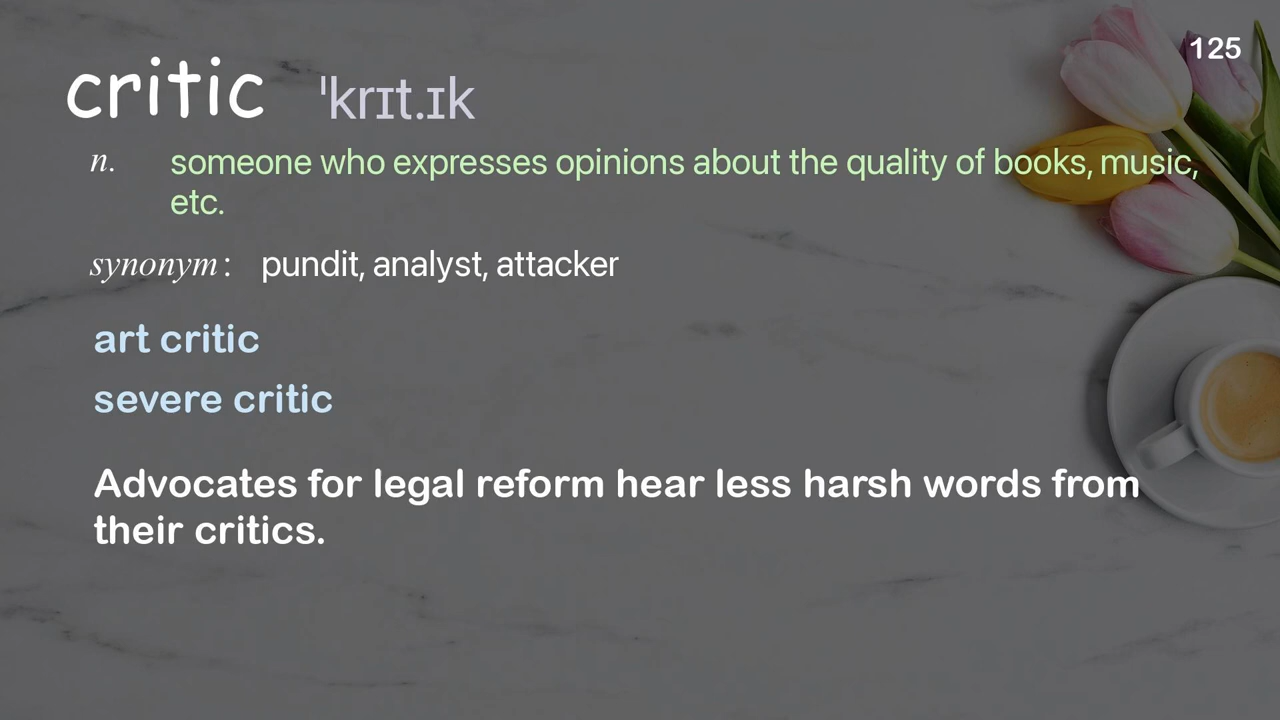 125
critic ˈkrɪt.ɪk
n. someone who expresses opinions about the quality of books, music,
etc.
synonym: pundit, analyst, attacker
art critic
severe critic
Advocates for legal reform hear less harsh words from
their critics.